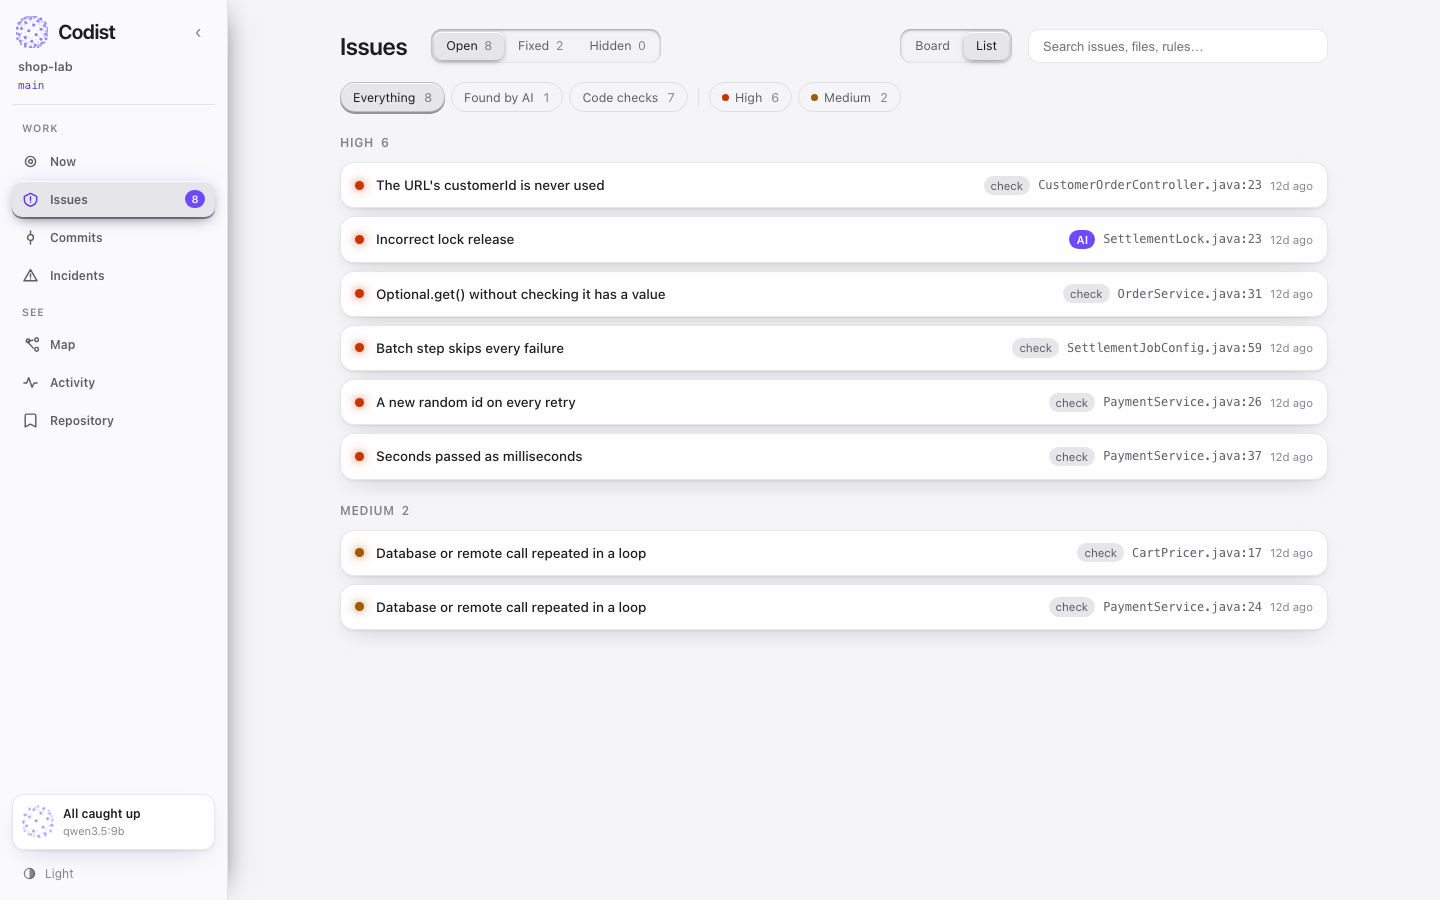 Codist
shop-lab
main
WORK
Now
Issues 8
Commits
Incidents
SEE
Map
Activity
Repository
All caught up
qwen3.5:9b
Light
Issues
Open 8 Fixed 2 Hidden 0
Board List
Search issues, files, rules...
Everything 8 Found by AI 1 Code checks 7 High 6 Medium 2
HIGH 6
The URL's customerId is never used check CustomerOrderController.java:23 12d ago
Incorrect lock release AI SettlementLock.java:23 12d ago
Optional.get() without checking it has a value check OrderService.java:31 12d ago
Batch step skips every failure check SettlementJobConfig.java:59 12d ago
A new random id on every retry check PaymentService.java:26 12d ago
Seconds passed as milliseconds check PaymentService.java:37 12d ago
MEDIUM 2
Database or remote call repeated in a loop check CartPricer.java:17 12d ago
Database or remote call repeated in a loop check PaymentService.java:24 12d ago